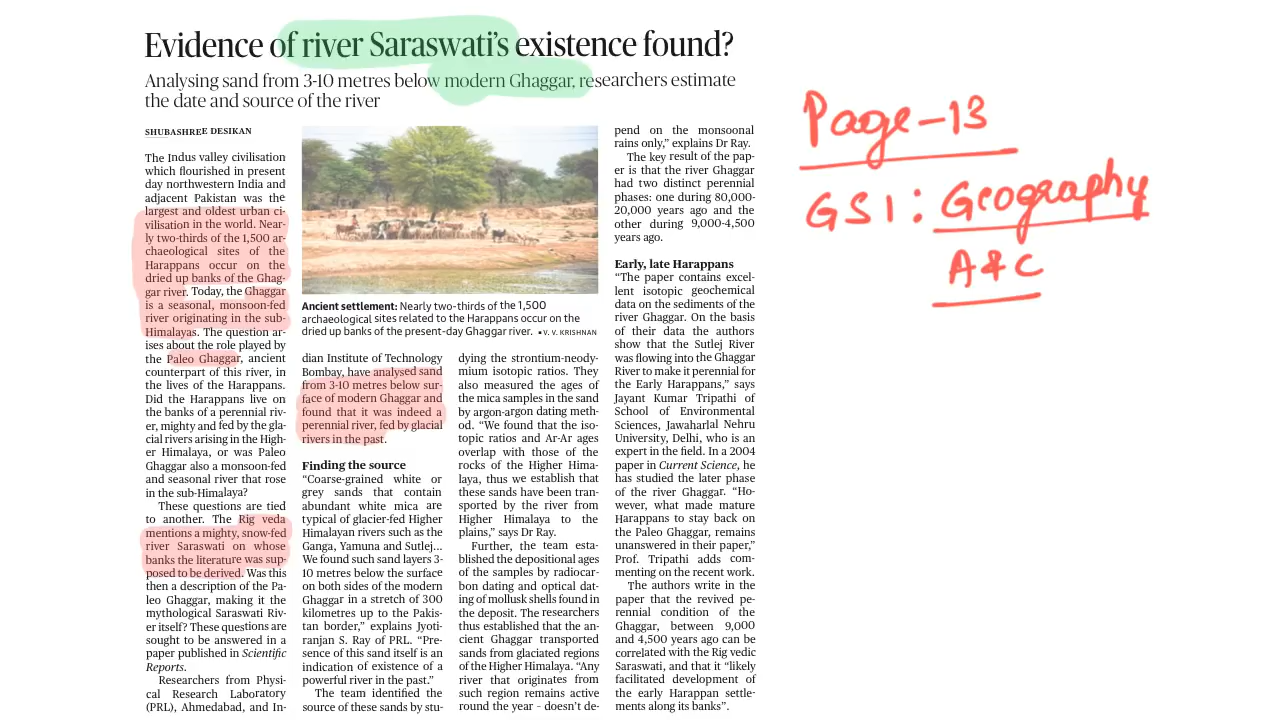 Evidence of river Saraswati's existence found?
Analysing sand from 3-10 metres below modern Ghaggar, researchers estimate
the date and source of the river
SHUBASHREE DESIKAN
The Indus valley civilisation
which flourished in present
day northwestern India and
adjacent Pakistan was the
largest and oldest urban ci-
vilisation in the world. Near-
ly two-thirds of the 1,500 ar-
chaeological sites of the
Harappans occur on the
dried up banks of the Ghag-
gar river. Today, the Ghaggar
is a seasonal, monsoon-fed
river originating in the sub-
Himalayas. The question ar-
ises about the role played by
the Paleo Ghaggar, ancient
counterpart of this river, in
the lives of the Harappans.
Did the Harappans live on
the banks of a perennial riv-
er, mighty and fed by the gla-
cial rivers arising in the High-
er Himalaya, or was Paleo
Ghaggar also a monsoon-fed
and seasonal river that rose
in the sub-Himalaya?
These questions are tied
to another. The Rig veda
mentions a mighty, snow-fed
river Saraswati on whose
banks the literature was sup-
posed to be derived. Was this
then a description of the Pa-
leo Ghaggar, making it the
mythological Saraswati Riv-
er itself? These questions are
sought to be answered in a
paper published in Scientific
Reports.
Researchers from Physi-
cal Research Laboratory
(PRL), Ahmedabad, and In-
Ancient settlement: Nearly two-thirds of the 1,500
archaeological sites related to the Harappans occur on the
dried up banks of the present-day Ghaggar river. • V. V. KRISHNAN
dian Institute of Technology
Bombay, have analysed sand
from 3-10 metres below sur-
face of modern Ghaggar and
found that it was indeed a
perennial river, fed by glacial
rivers in the past.
Finding the source
"Coarse-grained white or
grey sands that contain
abundant white mica are
typical of glacier-fed Higher
Himalayan rivers such as the
Ganga, Yamuna and Sutlej...
We found such sand layers 3-
10 metres below the surface
on both sides of the modern
Ghaggar in a stretch of 300
kilometres up to the Pakis-
tan border," explains Jyoti-
ranjan S. Ray of PRL. "Pre-
sence of this sand itself is an
indication of existence of a
powerful river in the past."
The team identified the
source of these sands by stu-
dying the strontium-neody-
mium isotopic ratios. They
also measured the ages of
the mica samples in the sand
by argon-argon dating meth-
od. "We found that the iso-
topic ratios and Ar-Ar ages
overlap with those of the
rocks of the Higher Hima-
laya, thus we establish that
these sands have been tran-
sported by the river from
Higher Himalaya to the
plains," says Dr Ray.
Further, the team esta-
blished the depositional ages
of the samples by radiocar-
bon dating and optical dat-
ing of mollusk shells found in
the deposit. The researchers
thus established that the an-
cient Ghaggar transported
sands from glaciated regions
of the Higher Himalaya. "Any
river that originates from
such region remains active
round the year - doesn't de-
pend on the monsoonal
rains only," explains Dr Ray.
The key result of the pap-
er is that the river Ghaggar
had two distinct perennial
phases: one during 80,000-
20,000 years ago and the
other during 9,000-4,500
years ago.
Early, late Harappans
"The paper contains excel-
lent isotopic geochemical
data on the sediments of the
river Ghaggar. On the basis
of their data the authors
show that the Sutlej River
was flowing into the Ghaggar
River to make it perennial for
the Early Harappans," says
Jayant Kumar Tripathi of
School of Environmental
Sciences, Jawaharlal Nehru
University, Delhi, who is an
expert in the field. In a 2004
paper in Current Science, he
has studied the later phase
of the river Ghaggar. "Ho-
wever, what made mature
Harappans to stay back on
the Paleo Ghaggar, remains
unanswered in their paper,"
Prof. Tripathi adds com-
menting on the recent work.
The authors write in the
paper that the revived pe-
rennial condition of the
Ghaggar, between 9,000
and 4,500 years ago can be
correlated with the Rig vedic
Saraswati, and that it "likely
facilitated development of
the early Harappan settle-
ments along its banks".
Page-13
GS1: Geography
A&C